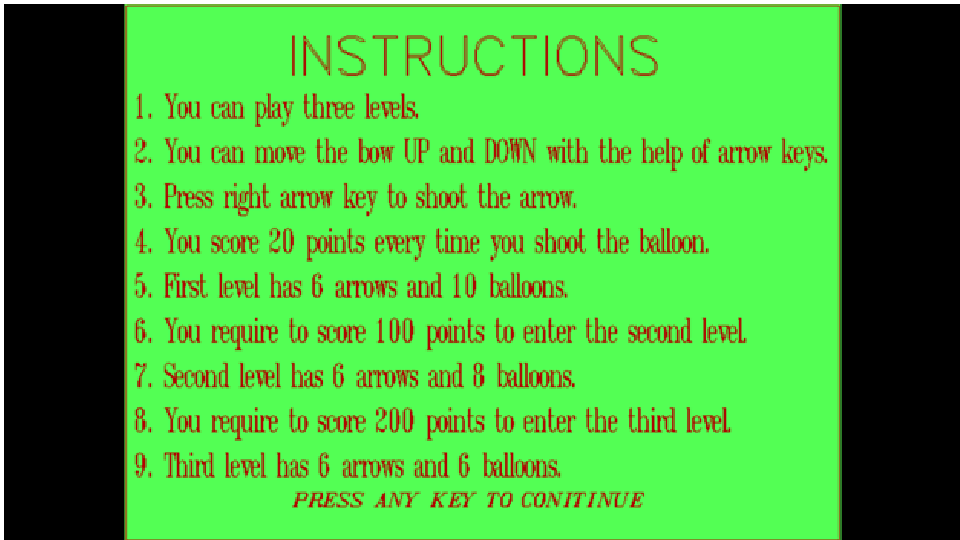 INSTRUCTIONS
1. You can play three levels.
2. You can move the bow UP and DOWN with the help of arrow keys.
3. Press right arrow key to shoot the arrow.
4. You score 20 points every time you shoot the balloon.
5. First level has 6 arrows and 10 balloons.
6. You require to score 100 points to enter the second level.
7. Second level has 6 arrows and 8 balloons.
8. You require to score 200 points to enter the third level.
9. Third level has 6 arrows and 6 balloons.
PRESS ANY KEY TO CONITINUE